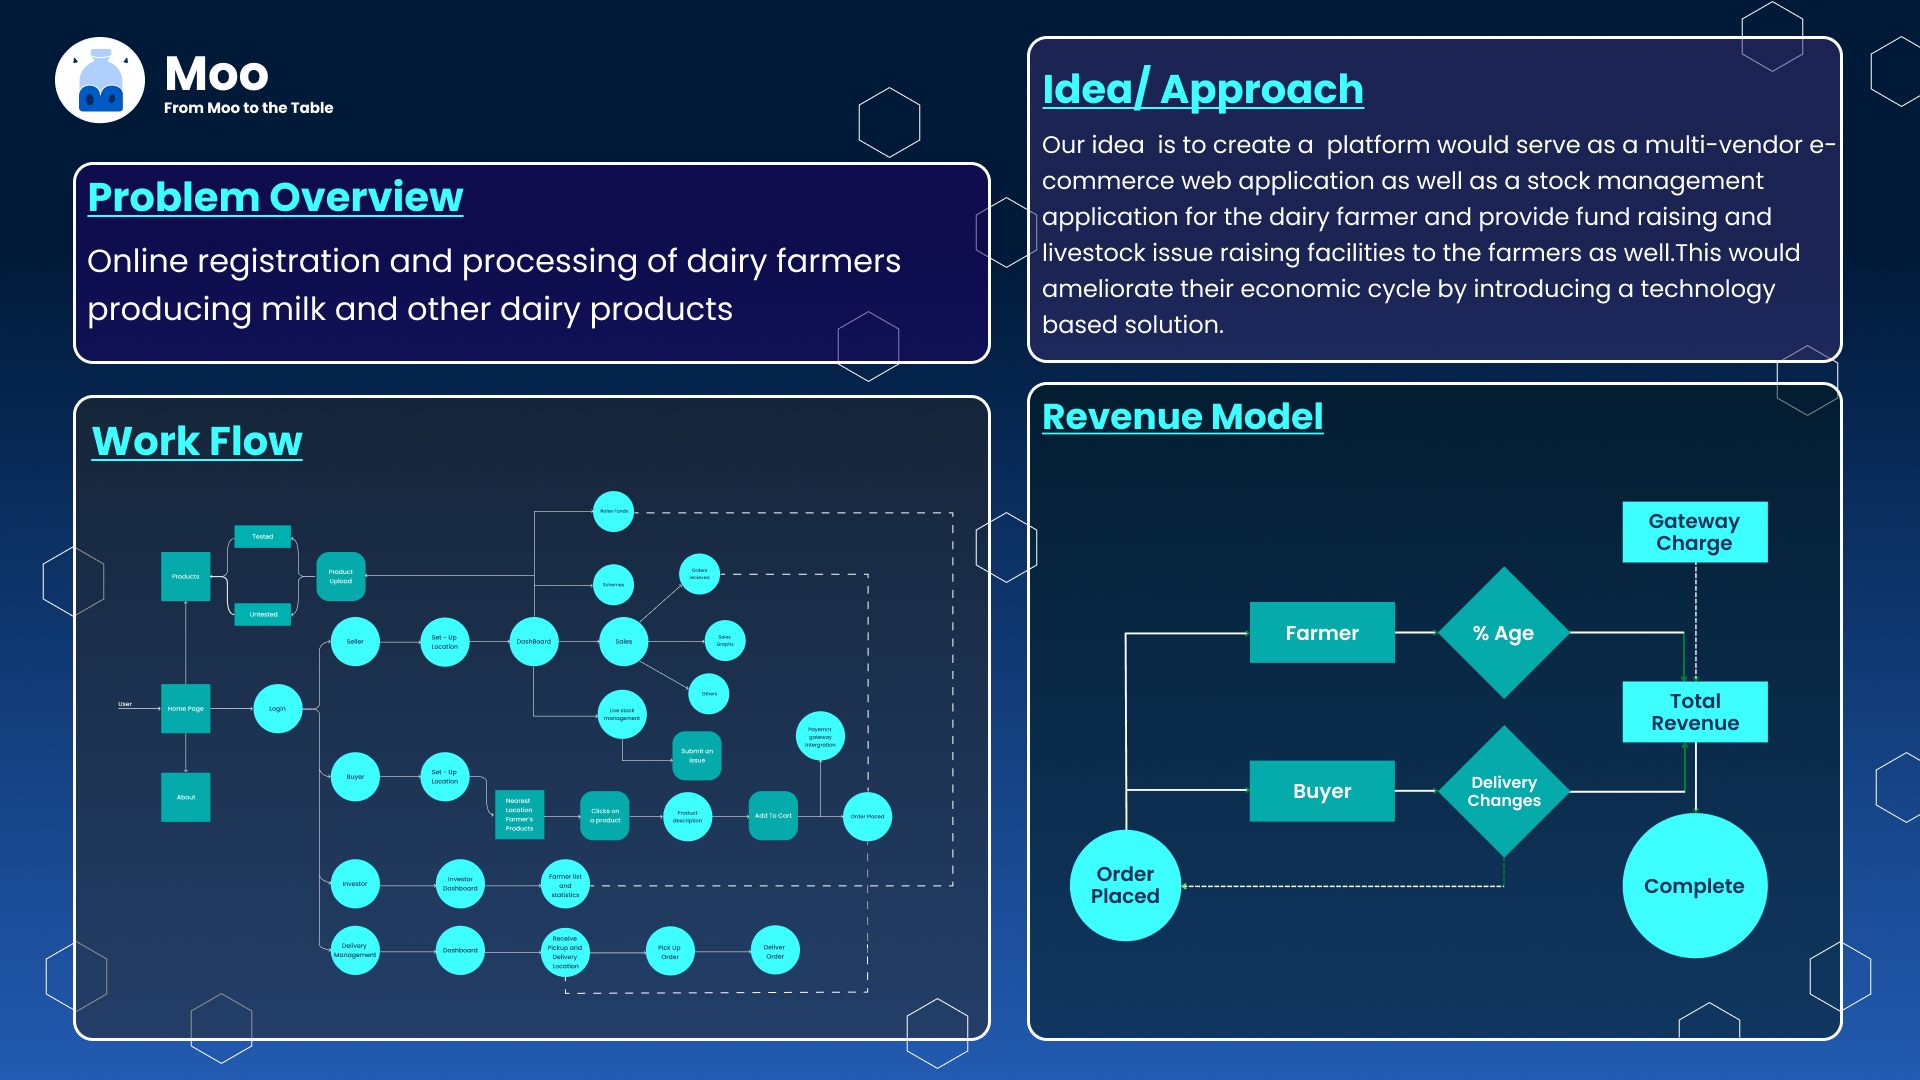 Moo
From Moo to the Table
Problem Overview
Online registration and processing of dairy farmers
producing milk and other dairy products
Idea/ Approach
Our idea  is to create a  platform would serve as a multi-vendor e-
commerce web application as well as a stock management
application for the dairy farmer and provide fund raising and
livestock issue raising facilities to the farmers as well.This would
ameliorate their economic cycle by introducing a technology
based solution.
Work Flow
User
Home Page
Products
About
Tested
Untested
Product
Upload
Login
Seller
Set - Up
Location
DashBoard
Raise Funds
Schemes
Sales
Orders
recieved
Sales
Graphs
Others
Live stock
management
Submit an
issue
Buyer
Set - Up
Location
Nearest
Location
Farmer's
Products
Clicks on
a product
Product
description
Add To Cart
Payemnt
gateway
Intergration
Order Placed
Investor
Investor
Dashboard
Farmer list
and
statistics
Delivery
Management
Dashboard
Receive
Pickup and
Delivery
Location
Pick Up
Order
Deliver
Order
Revenue Model
Gateway
Charge
Farmer
% Age
Total
Revenue
Buyer
Delivery
Changes
Order
Placed
Complete